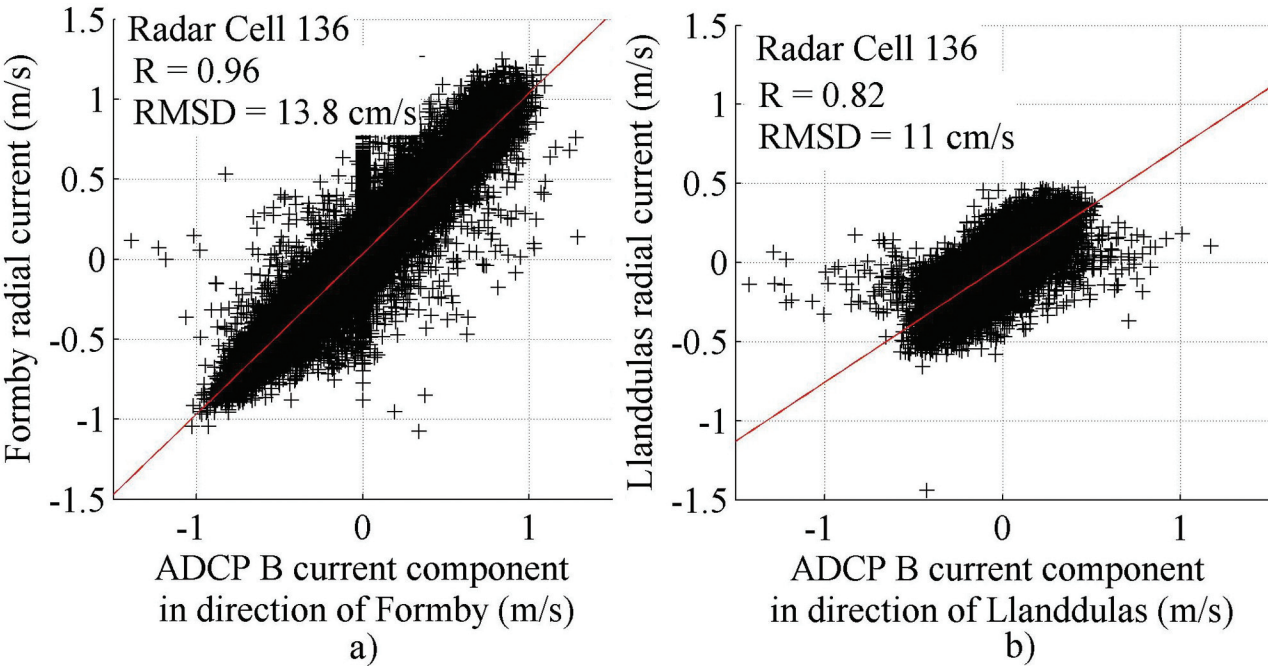 1.5
1
0.5
0
-0.5
-1
-1.5
Formby radial current (m/s)
Radar Cell 136
R = 0.96
RMSD = 13.8 cm/s
-1
0
1
ADCP B current component
in direction of Formby (m/s)
a)
1.5
1
0.5
0
-0.5
-1
-1.5
Llanddulas radial current (m/s)
Radar Cell 136
R = 0.82
RMSD = 11 cm/s
-1
0
1
ADCP B current component
in direction of Llanddulas (m/s)
b)